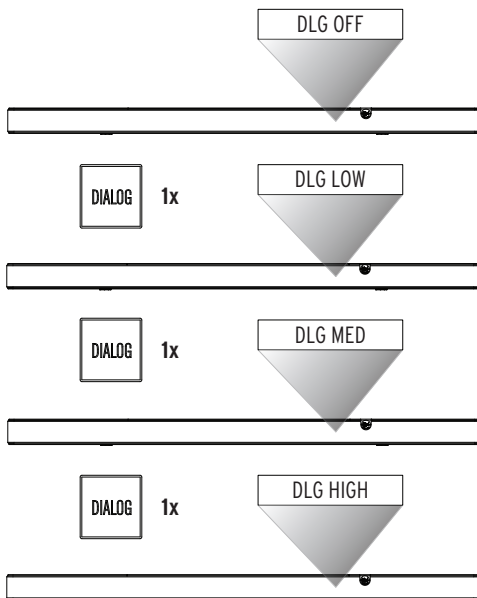 DLG OFF
DIALOG 1x DLG LOW
DIALOG 1x DLG MED
DIALOG 1x DLG HIGH